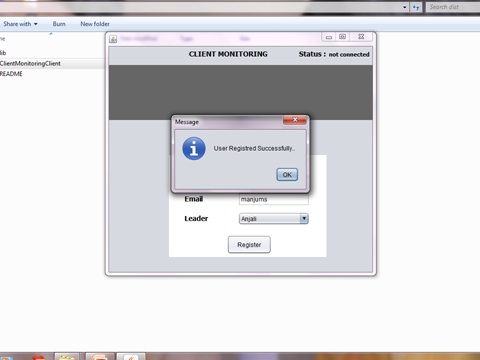 Search dist
Share with
Burn
New folder
CLIENT MONITORING
Status : not connected
lib
ClientMonitoringClient
README
Message
User Registred Successfully..
OK
Email
manjums
Leader
Anjali
Register